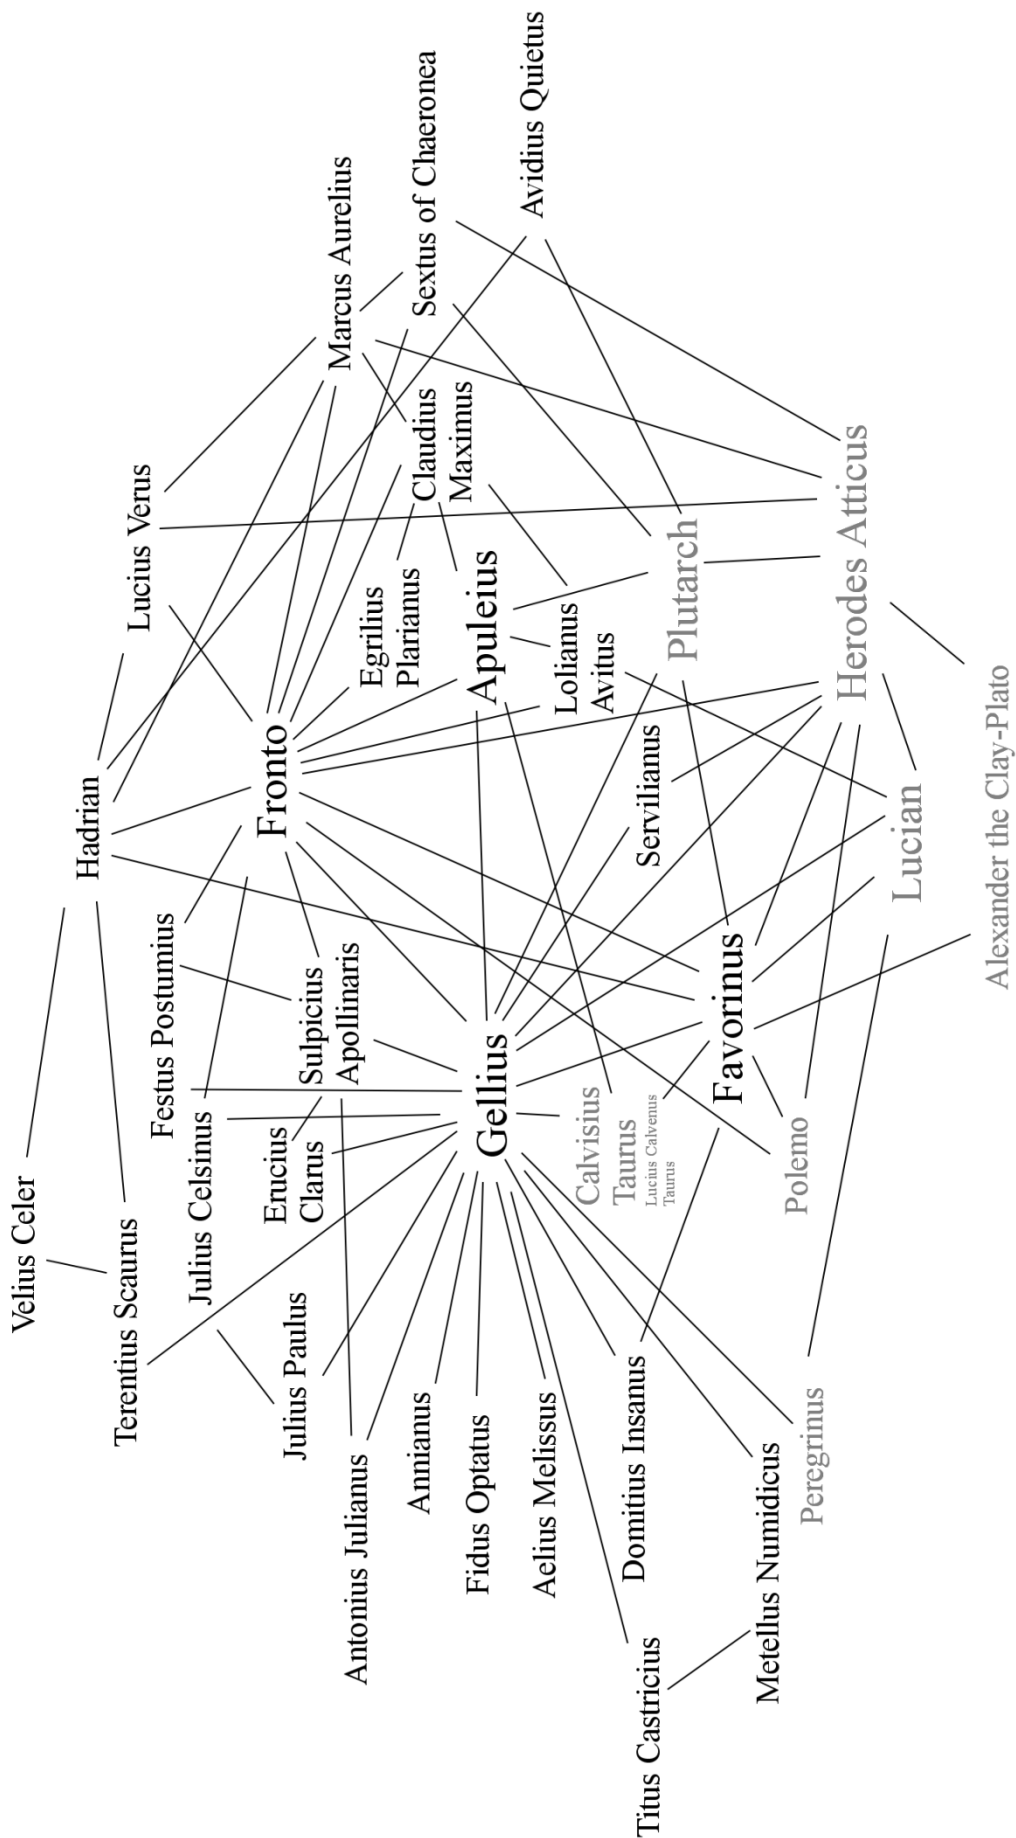 Velius Celer
Hadrian
Terentius Scaurus
Lucius Verus
Festus Postumius
Julius Celsinus
Fronto
Marcus Aurelius
Erucius
Clarus
Julius Paulus
Sulpicius
Apollinaris
Antonius Julianus
Egrilius
Plarianus
Sextus of Chaeronea
Claudius
Maximus
Annianus
Fidus Optatus
Gellius
Apuleius
Avidius Quietus
Aelius Melissus
Calvisius
Taurus
Lucius Calvenus
Taurus
Lolianus
Avitus
Domitius Insanus
Titus Castricius
Servilianus
Plutarch
Favorinus
Metellus Numidicus
Polemo
Peregrinus
Herodes Atticus
Lucian
Alexander the Clay-Plato